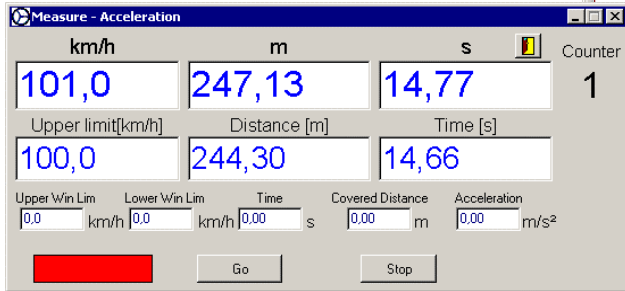 Measure - Acceleration
km/h m s Counter
101,0 247,13 14,77 1
Upper limit[km/h] Distance [m] Time [s]
100,0 244,30 14,66
Upper Win Lim Lower Win Lim Time Covered Distance Acceleration
0,0 km/h 0,0 km/h 0,00 s 0,00 m 0,00 m/s²
Go Stop